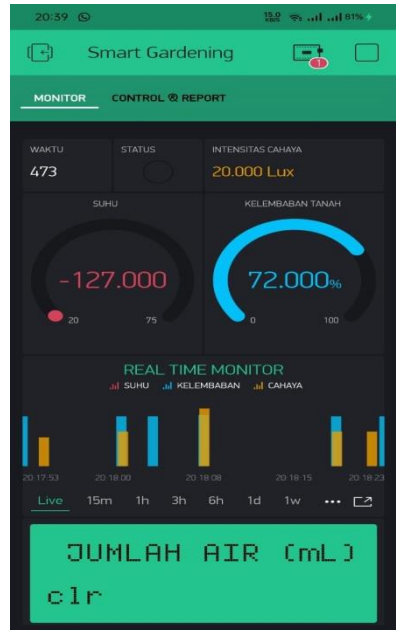 20:39 15.0 KB/S 81%
Smart Gardening 1
MONITOR CONTROL & REPORT
WAKTU STATUS INTENSITAS CAHAYA
473 20.000 Lux
SUHU KELEMBABAN TANAH
-127.000 72.000%
20 75 0 100
REAL TIME MONITOR
SUHU KELEMBABAN CAHAYA
20:17:53 20:18:00 20:18:08 20:18:15 20:18:23
Live 15m 1h 3h 6h 1d 1w ...
JUMLAH AIR (mL)
clr